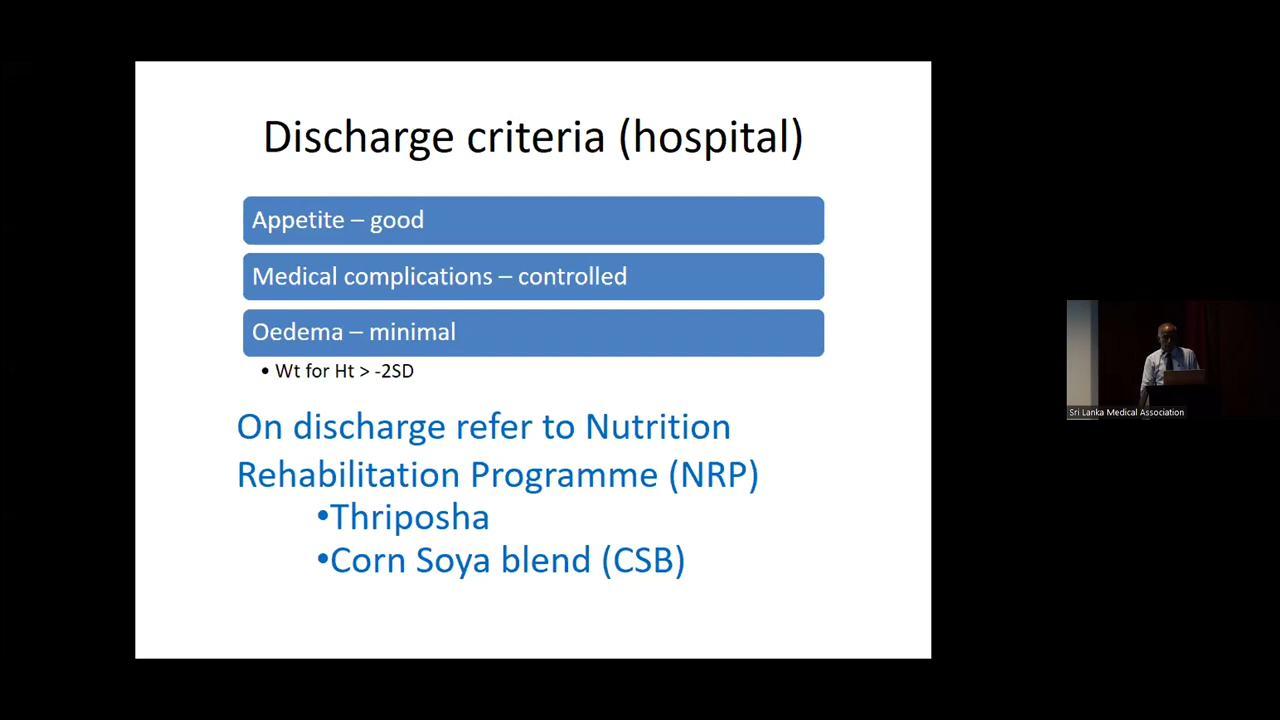 Discharge criteria (hospital)
Appetite – good
Medical complications – controlled
Oedema – minimal
• Wt for Ht > -2SD
On discharge refer to Nutrition
Rehabilitation Programme (NRP)
•Thriposha
•Corn Soya blend (CSB)
Sri Lanka Medical Association